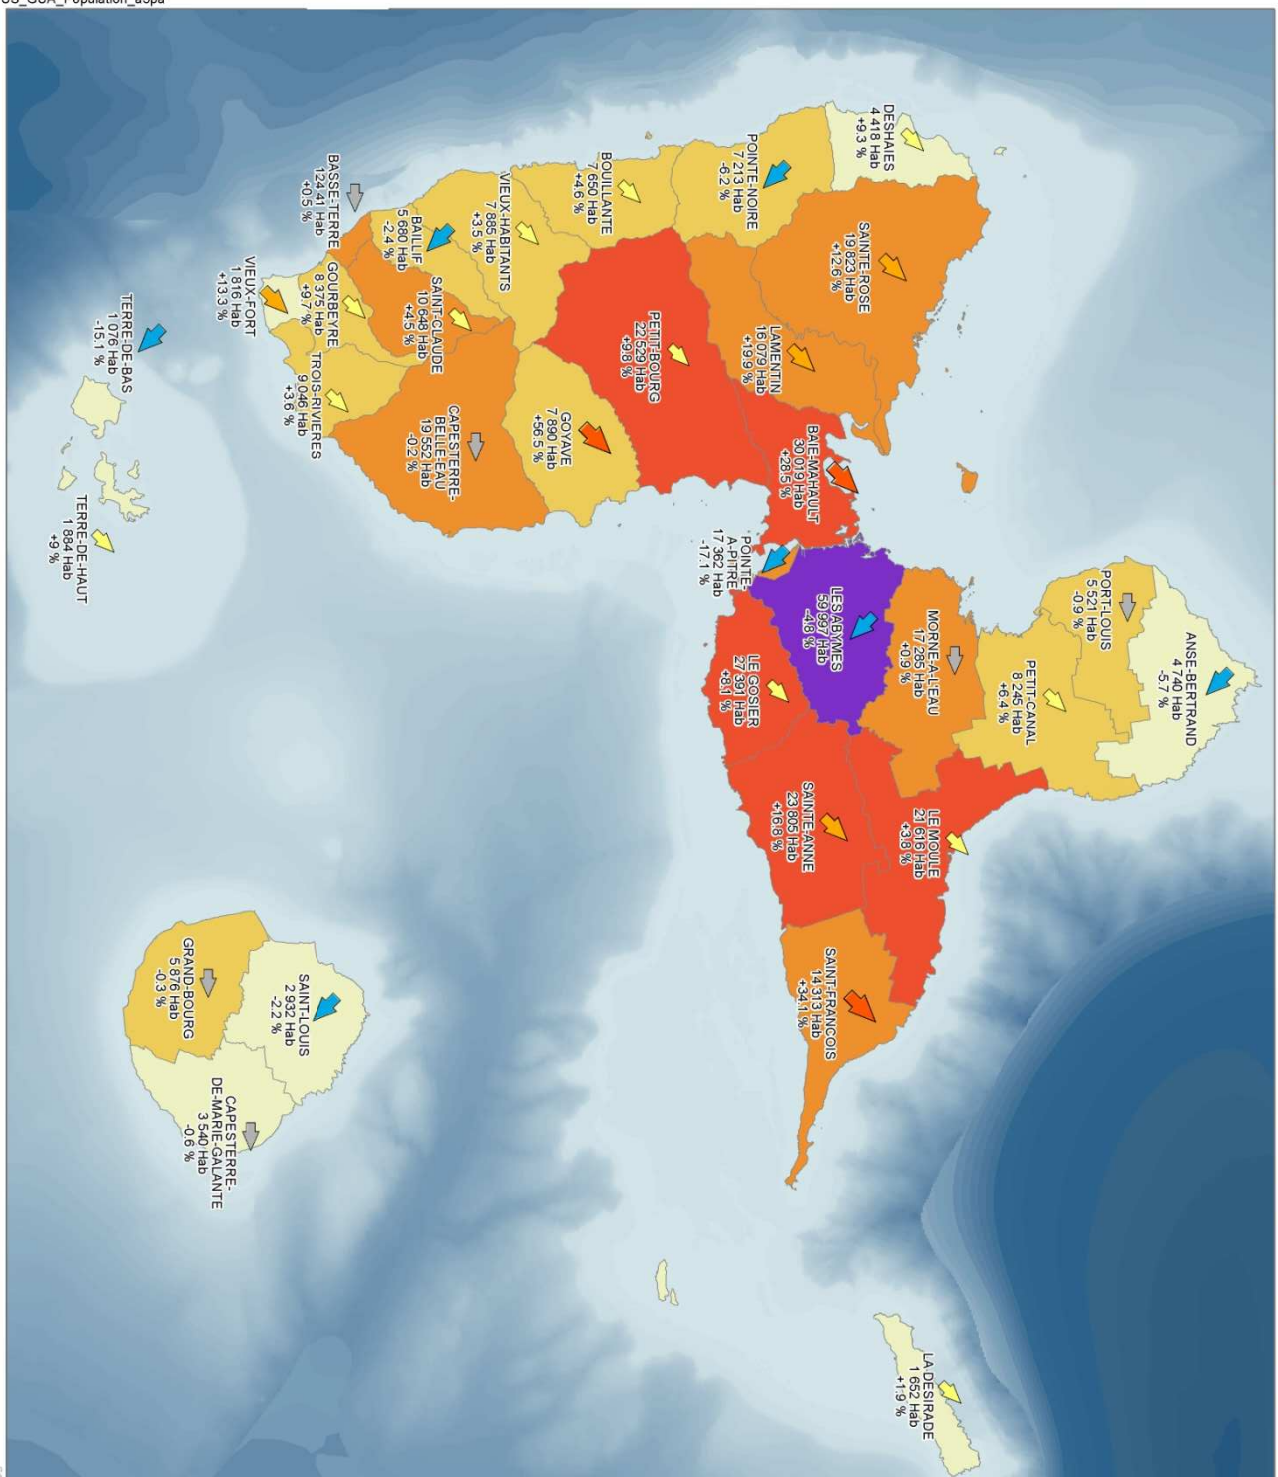 ANSE-BERTRAND
4 740 Hab
-5.7 %
PORT-LOUIS
5 521 Hab
-0.9 %
PETIT-CANAL
8 245 Hab
+6.4 %
MORNE-A-L'EAU
17 285 Hab
+0.9 %
LE MOULE
21 616 Hab
+3.8 %
LA DESIRADE
1 652 Hab
+1.9 %
DESHAIES
4 418 Hab
+9.3 %
SAINTE-ROSE
19 823 Hab
+12.6 %
LES ABYMES
59 997 Hab
-4.8 %
SAINT-FRANCOIS
14 313 Hab
+34.1 %
SAINTE-ANNE
23 805 Hab
+16.8 %
BAIE-MAHAULT
30 019 Hab
+28.5 %
LAMENTIN
16 079 Hab
+19.9 %
POINTE-NOIRE
7 213 Hab
-6.2 %
LE GOSIER
27 391 Hab
+8.1 %
POINTE-
A-PITRE
17 362 Hab
-17.1 %
PETIT-BOURG
22 529 Hab
+9.8 %
BOUILLANTE
7 650 Hab
+4.6 %
GOYAVE
7 890 Hab
+56.5 %
VIEUX-HABITANTS
7 885 Hab
+3.5 %
CAPESTERRE-
BELLE-EAU
19 552 Hab
-0.2 %
SAINT-CLAUDE
10 648 Hab
+4.5 %
BAILLIF
5 680 Hab
-2.4 %
BASSE-TERRE
124 41 Hab
+0.5 %
GOURBEYRE
8 375 Hab
+9.7 %
TROIS-RIVIERES
9 046 Hab
+3.6 %
VIEUX-FORT
1 816 Hab
+13.3 %
SAINT-LOUIS
2 932 Hab
-2.2 %
CAPESTERRE-
DE-MARIE-GALANTE
3 540 Hab
-0.6 %
GRAND-BOURG
5 876 Hab
-0.3 %
TERRE-DE-BAS
1 076 Hab
-15.1 %
TERRE-DE-HAUT
1 884 Hab
+9 %